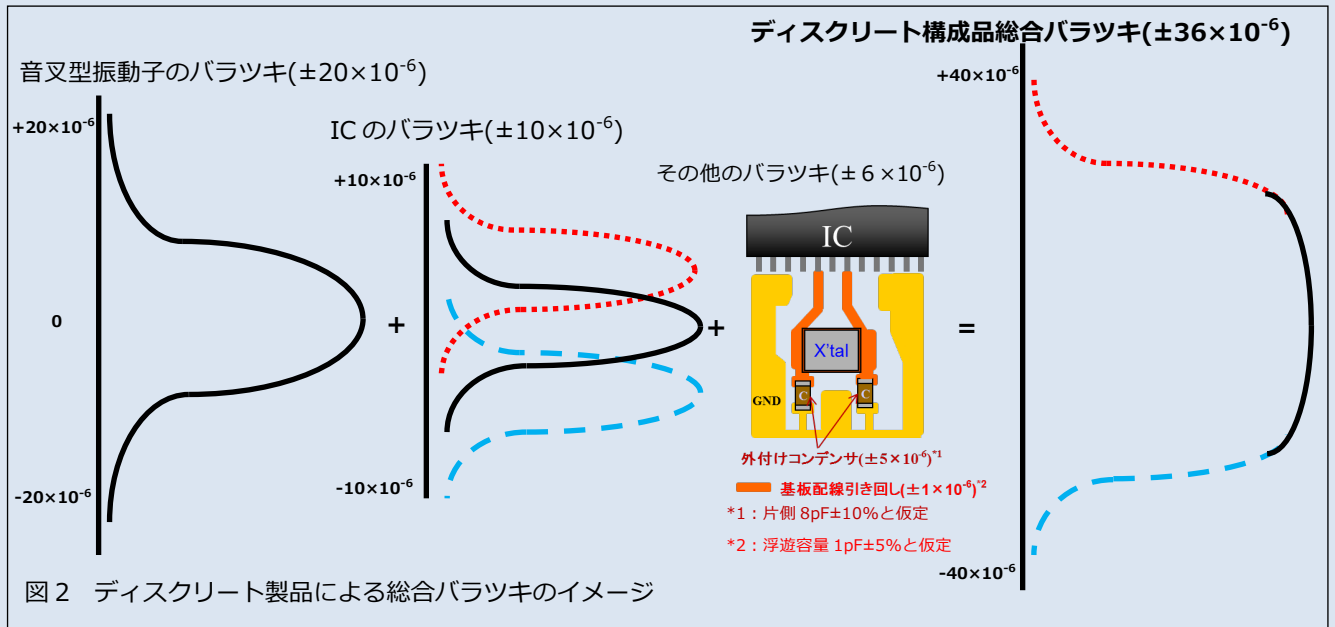 ディスクリート構成品総合バラツキ(±36×10⁻⁶)
音叉型振動子のバラツキ(±20×10⁻⁶)
+20×10⁻⁶
0
-20×10⁻⁶
+
IC のバラツキ(±10×10⁻⁶)
+10×10⁻⁶
-10×10⁻⁶
+
その他のバラツキ(±6×10⁻⁶)
IC
X'tal
C
C
GND
外付けコンデンサ(±5×10⁻⁶)*1
基板配線引き回し(±1×10⁻⁶)*2
*1:片側 8pF±10%と仮定
*2:浮遊容量 1pF±5%と仮定
=
+40×10⁻⁶
-40×10⁻⁶
図2 ディスクリート製品による総合バラツキのイメージ